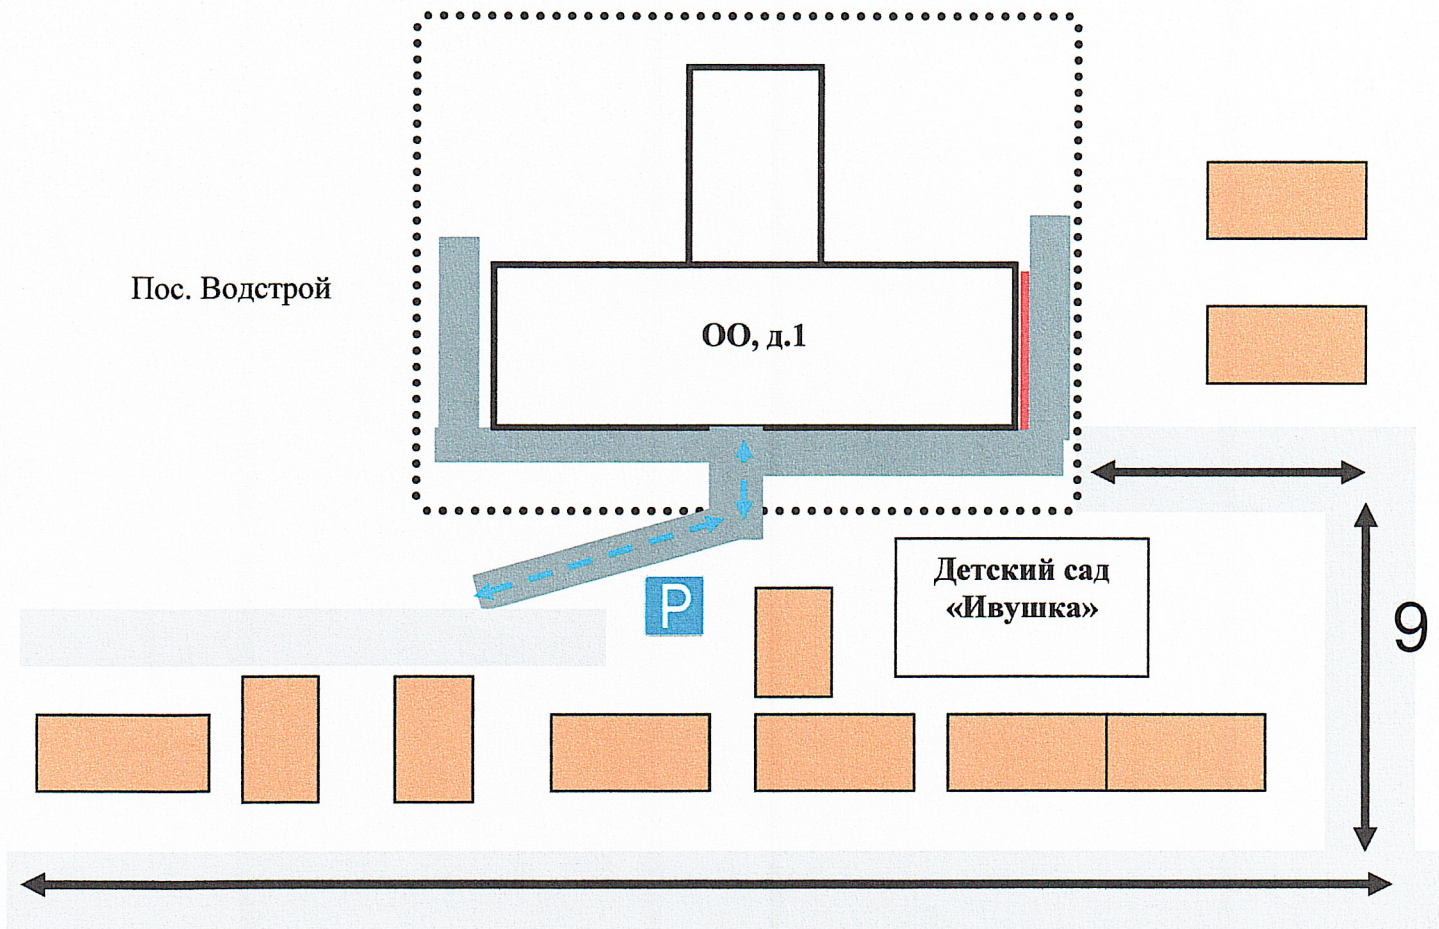 Пос. Водстрой
ОО, д.1
Детский сад
«Ивушка»
P
9